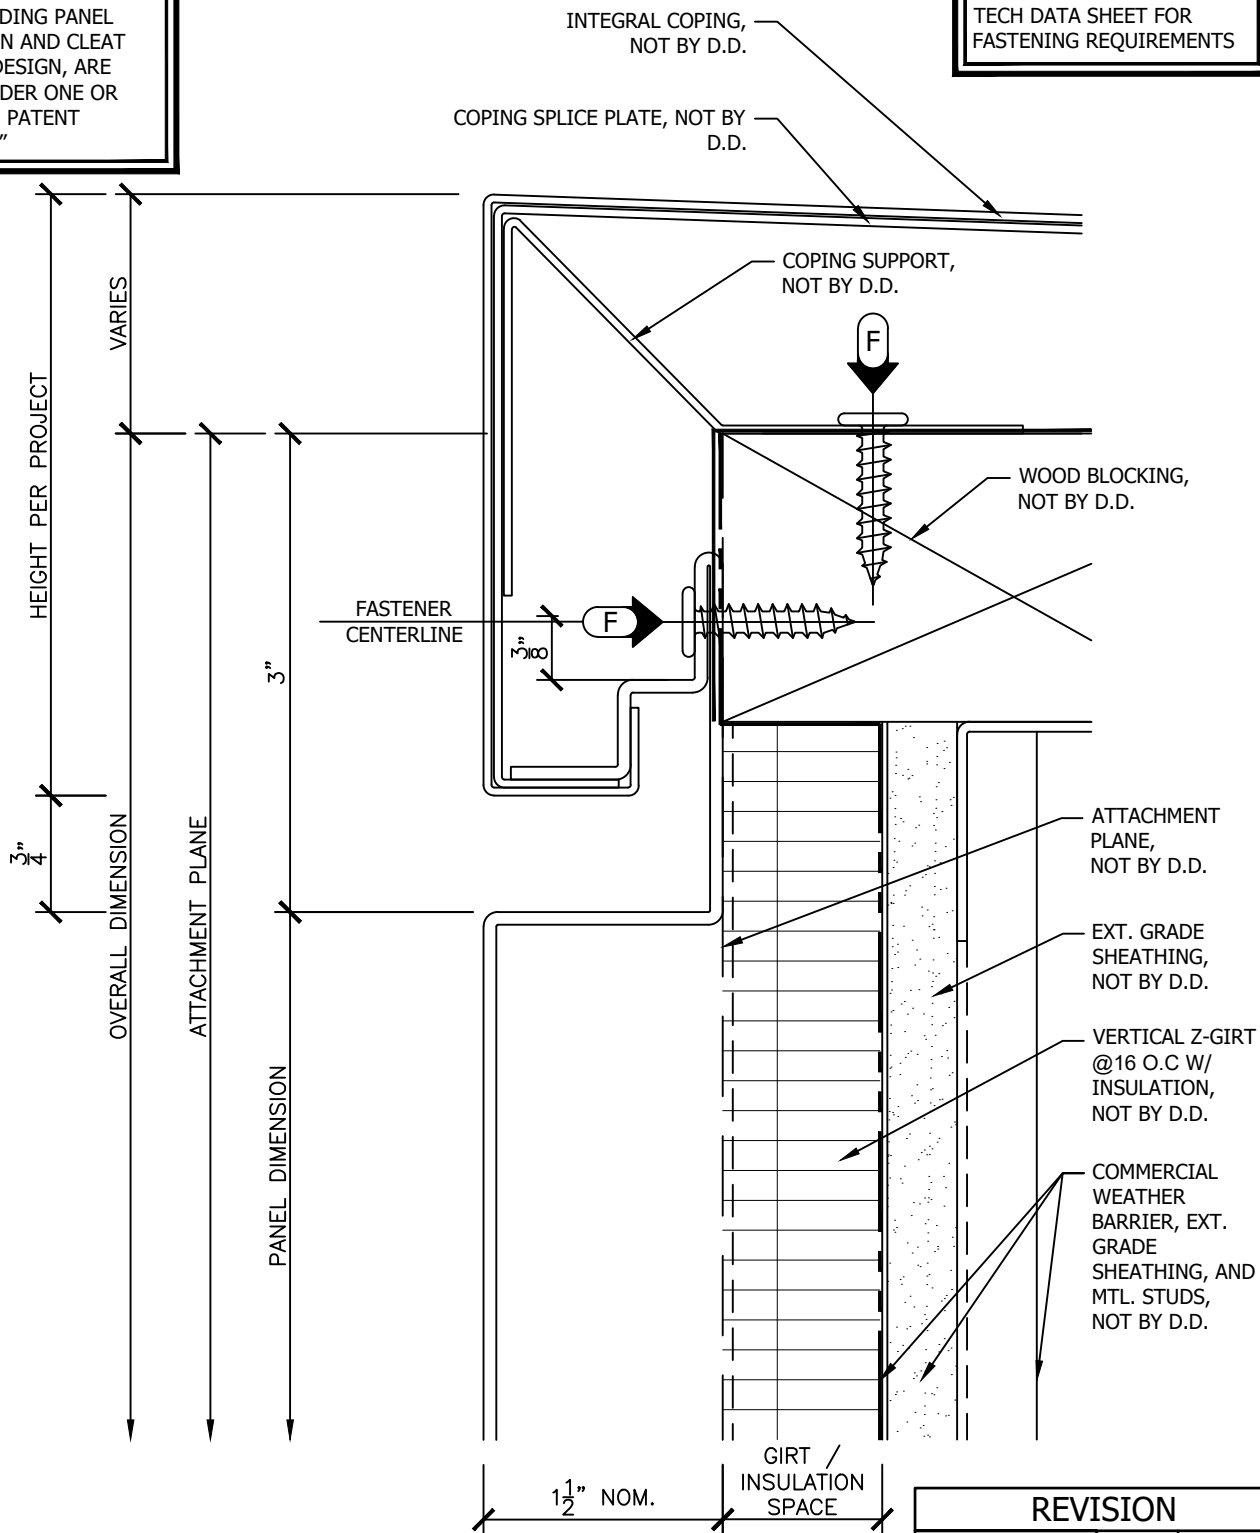 DING PANEL
N AND CLEAT
DESIGN, ARE
DER ONE OR
PATENT
”
TECH DATA SHEET FOR
FASTENING REQUIREMENTS
INTEGRAL COPING,
NOT BY D.D.
COPING SPLICE PLATE, NOT BY
D.D.
COPING SUPPORT,
NOT BY D.D.
F
WOOD BLOCKING,
NOT BY D.D.
VARIES
HEIGHT PER PROJECT
FASTENER
CENTERLINE
F
3/8”
3”
3/4”
OVERALL DIMENSION
ATTACHMENT PLANE
PANEL DIMENSION
ATTACHMENT
PLANE,
NOT BY D.D.
EXT. GRADE
SHEATHING,
NOT BY D.D.
VERTICAL Z-GIRT
@16 O.C W/
INSULATION,
NOT BY D.D.
COMMERCIAL
WEATHER
BARRIER, EXT.
GRADE
SHEATHING, AND
MTL. STUDS,
NOT BY D.D.
1 1/2” NOM.
GIRT /
INSULATION
SPACE
REVISION